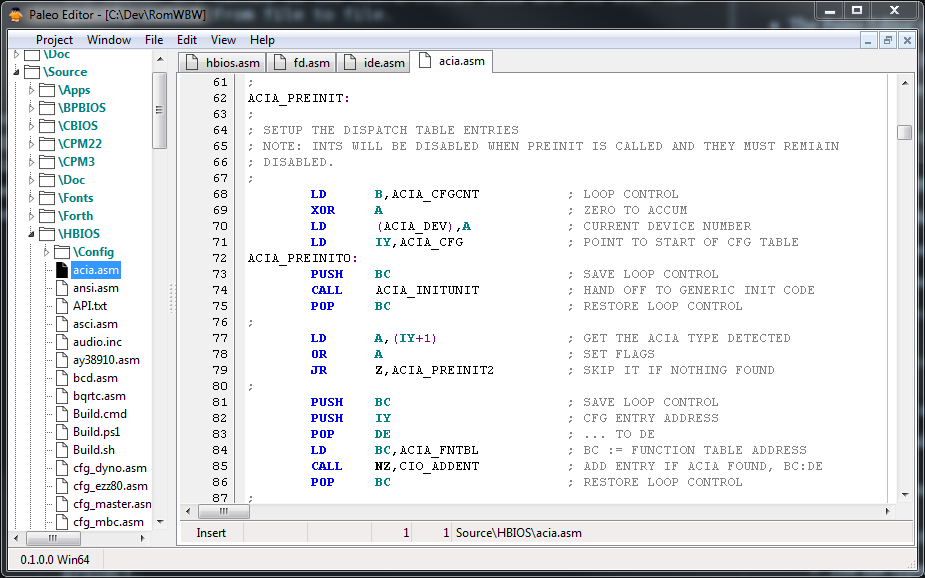 from file to file.
Paleo Editor - [C:\Dev\RomWBW]
Project Window File Edit View Help
\Doc
\Source
\Apps
\BPBIOS
\CBIOS
\CPM22
\CPM3
\Doc
\Fonts
\Forth
\HBIOS
\Config
acia.asm
ansi.asm
API.txt
asci.asm
audio.inc
ay38910.asm
bcd.asm
bqrtc.asm
Build.cmd
Build.ps1
Build.sh
cfg_dyno.asm
cfg_ezz80.asm
cfg_master.asm
cfg_mbc.asm
hbios.asm fd.asm ide.asm acia.asm
61 ;
62 ACIA_PREINIT:
63 ;
64 ; SETUP THE DISPATCH TABLE ENTRIES
65 ; NOTE: INTS WILL BE DISABLED WHEN PREINIT IS CALLED AND THEY MUST REMIAIN
66 ; DISABLED.
67 ;
68 LD B,ACIA_CFGCNT ; LOOP CONTROL
69 XOR A ; ZERO TO ACCUM
70 LD (ACIA_DEV),A ; CURRENT DEVICE NUMBER
71 LD IY,ACIA_CFG ; POINT TO START OF CFG TABLE
72 ACIA_PREINIT0:
73 PUSH BC ; SAVE LOOP CONTROL
74 CALL ACIA_INITUNIT ; HAND OFF TO GENERIC INIT CODE
75 POP BC ; RESTORE LOOP CONTROL
76 ;
77 LD A,(IY+1) ; GET THE ACIA TYPE DETECTED
78 OR A ; SET FLAGS
79 JR Z,ACIA_PREINIT2 ; SKIP IT IF NOTHING FOUND
80 ;
81 PUSH BC ; SAVE LOOP CONTROL
82 PUSH IY ; CFG ENTRY ADDRESS
83 POP DE ; ... TO DE
84 LD BC,ACIA_FNTBL ; BC := FUNCTION TABLE ADDRESS
85 CALL NZ,CIO_ADDENT ; ADD ENTRY IF ACIA FOUND, BC:DE
86 POP BC ; RESTORE LOOP CONTROL
87 ;
Insert 1 1 Source\HBIOS\acia.asm
0.1.0.0 Win64